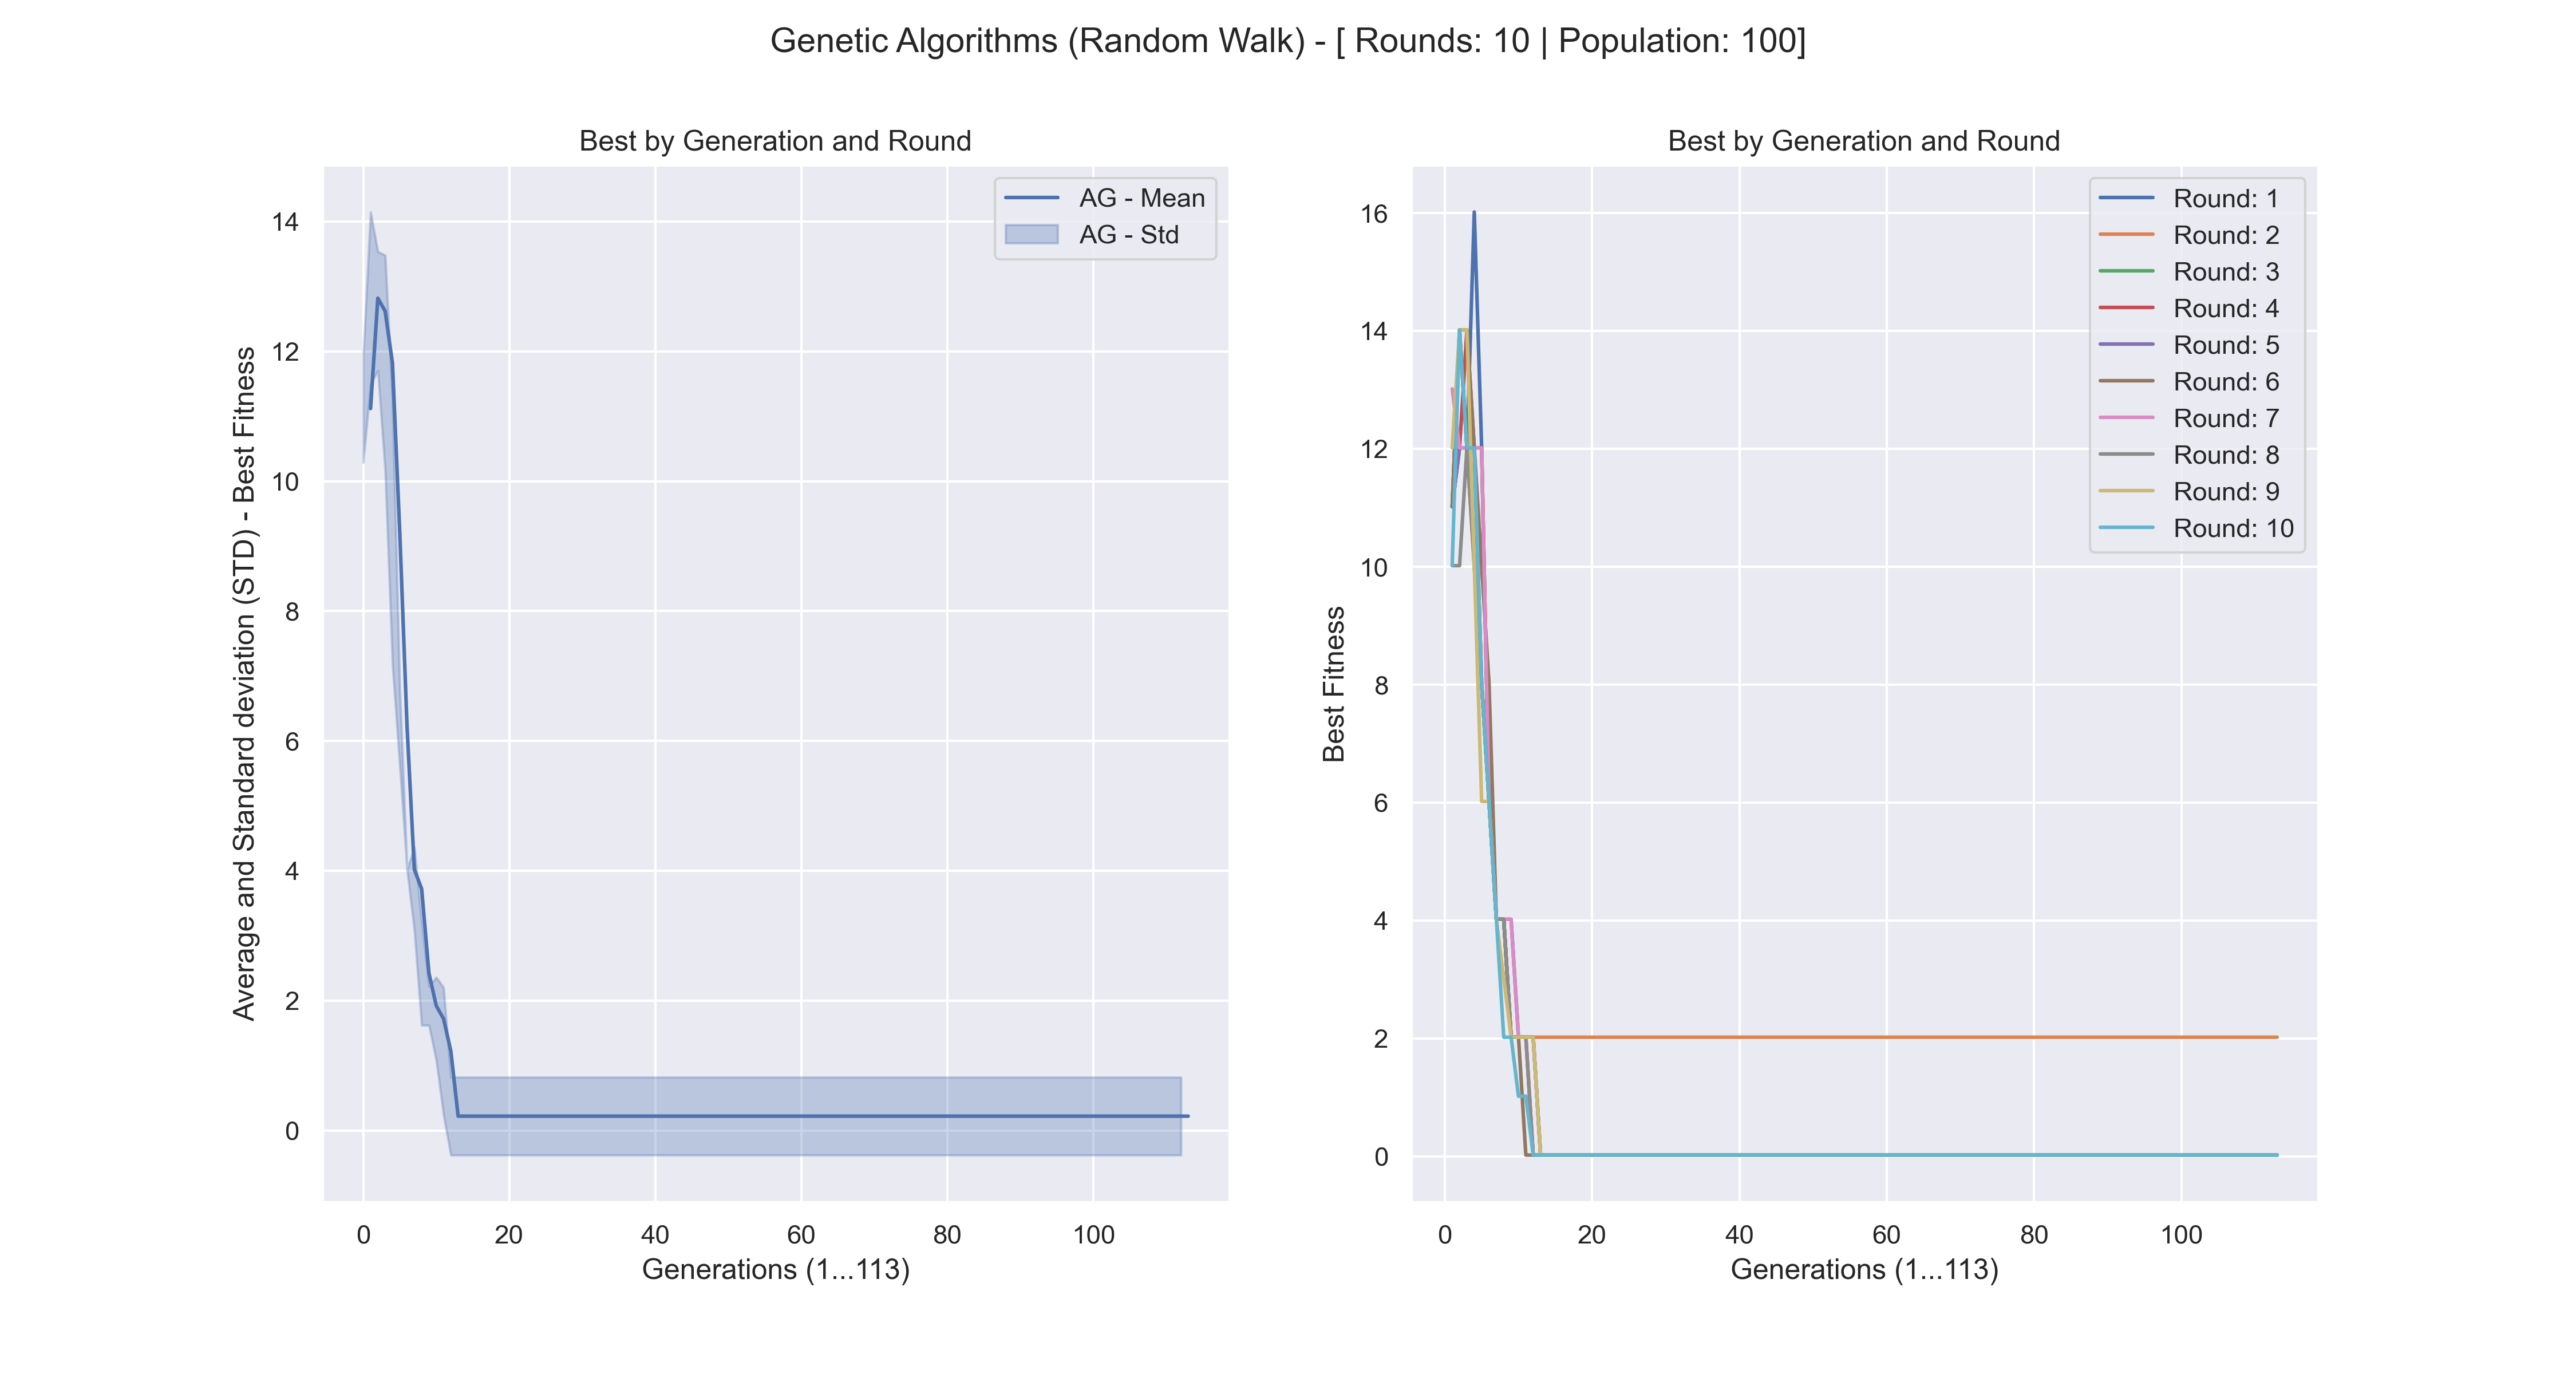 Genetic Algorithms (Random Walk) - [ Rounds: 10 | Population: 100]
Best by Generation and Round
AG - Mean
AG - Std
Average and Standard deviation (STD) - Best Fitness
14
12
10
8
6
4
2
0
0 20 40 60 80 100
Generations (1...113)
Best by Generation and Round
Round: 1
Round: 2
Round: 3
Round: 4
Round: 5
Round: 6
Round: 7
Round: 8
Round: 9
Round: 10
Best Fitness
16
14
12
10
8
6
4
2
0
0 20 40 60 80 100
Generations (1...113)